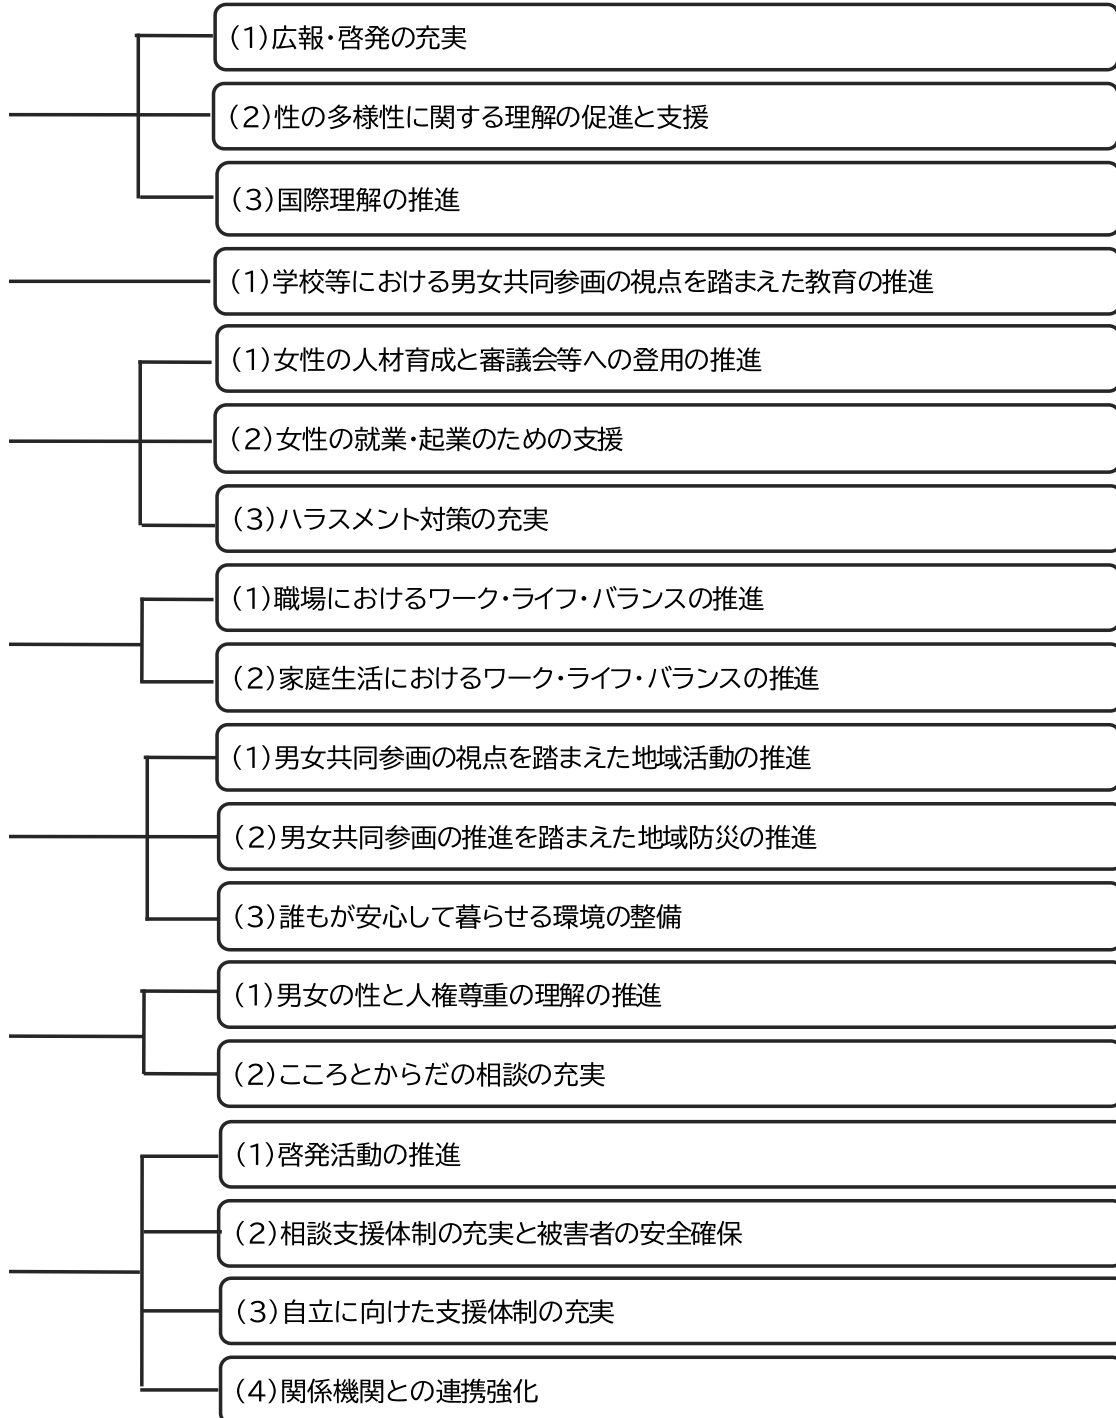 (1)広報・啓発の充実
(2)性の多様性に関する理解の促進と支援
(3)国際理解の推進
(1)学校等における男女共同参画の視点を踏まえた教育の推進
(1)女性の人材育成と審議会等への登用の推進
(2)女性の就業・起業のための支援
(3)ハラスメント対策の充実
(1)職場におけるワーク・ライフ・バランスの推進
(2)家庭生活におけるワーク・ライフ・バランスの推進
(1)男女共同参画の視点を踏まえた地域活動の推進
(2)男女共同参画の推進を踏まえた地域防災の推進
(3)誰もが安心して暮らせる環境の整備
(1)男女の性と人権尊重の理解の推進
(2)こころとからだの相談の充実
(1)啓発活動の推進
(2)相談支援体制の充実と被害者の安全確保
(3)自立に向けた支援体制の充実
(4)関係機関との連携強化